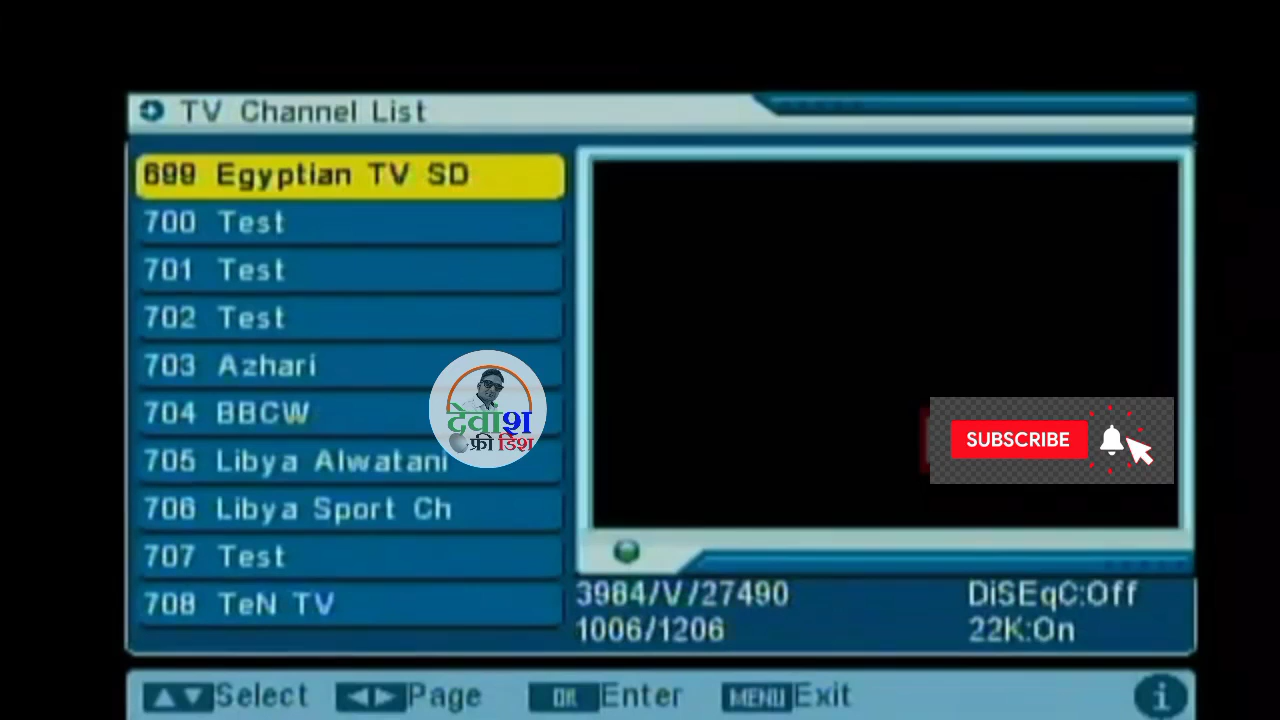 TV Channel List
699 Egyptian TV SD
700 Test
701 Test
702 Test
703 Azhari
704 BBCW
705 Libya Alwatani
706 Libya Sport Ch
707 Test
708 TeN TV
देवाश
फ्री डिश
SUBSCRIBE
3984/V/27490
DiSEqC:Off
1006/1206
22K:On
Select
Page
OK Enter
MENU Exit
i